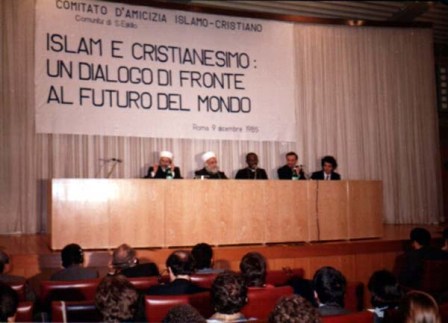 COMITATO D'AMICIZIA ISLAMO-CRISTIANO
Comunita di S.Egidio
ISLAM E CRISTIANESIMO:
UN DIALOGO DI FRONTE
AL FUTURO DEL MONDO
Roma 9 dicembre 1985